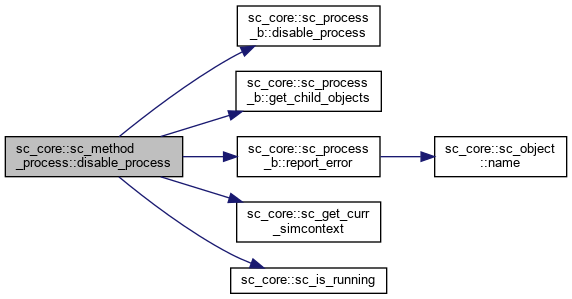 sc_core::sc_process
_b::disable_process
sc_core::sc_process
_b::get_child_objects
sc_core::sc_method
_process::disable_process
sc_core::sc_process
_b::report_error
sc_core::sc_object
::name
sc_core::sc_get_curr
_simcontext
sc_core::sc_is_running